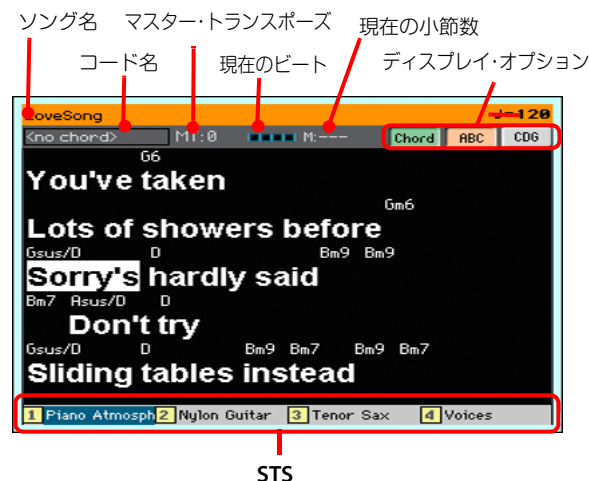 ソング名 マスター・トランスポーズ 現在の小節数
コード名 現在のビート ディスプレイ・オプション
LoveSong ♩=120
<no chord> MT:0 M:--- Chord ABC CDG
G6
You've taken
Gm6
Lots of showers before
Gsus/D D Bm9 Bm9
Sorry's hardly said
Bm7 Asus/D D
Don't try
Gsus/D D Bm9 Bm7 Bm9 Bm7
Sliding tables instead
1 Piano Atmosph 2 Nylon Guitar 3 Tenor Sax 4 Voices
STS